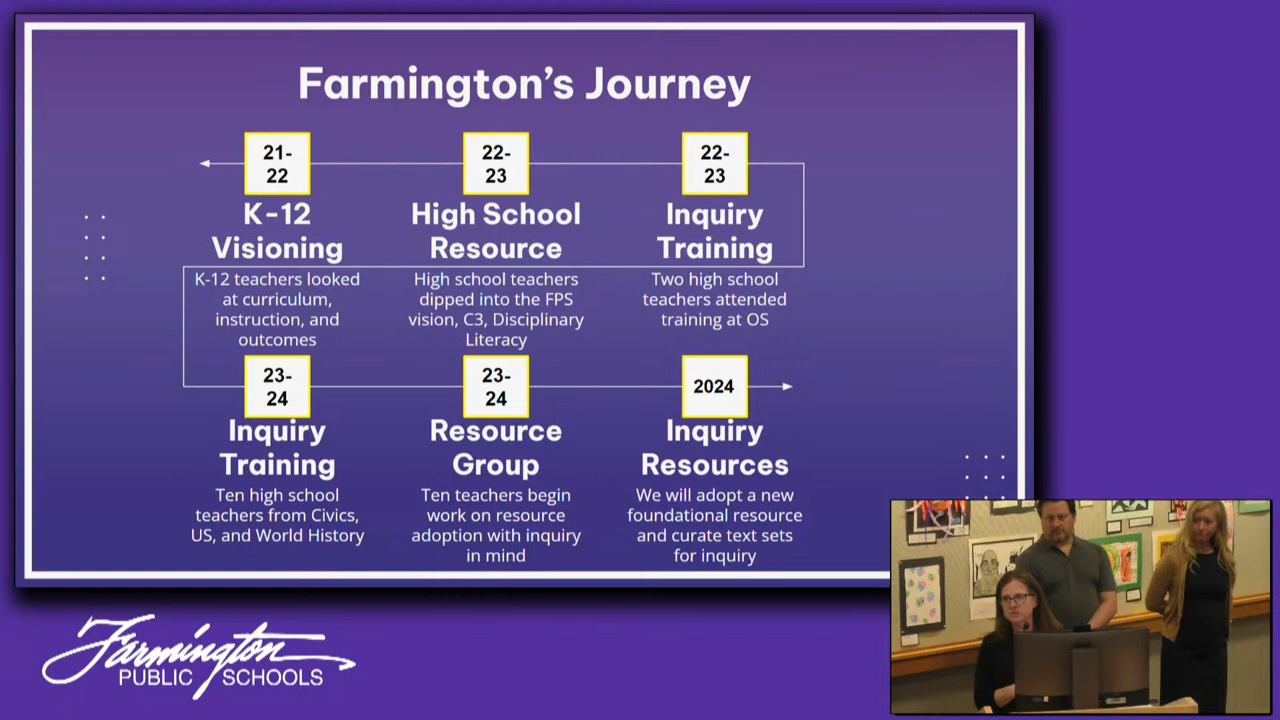 Farmington's Journey
21-
22
K-12
Visioning
K-12 teachers looked
at curriculum,
instruction, and
outcomes
22-
23
High School
Resource
High school teachers
dipped into the FPS
vision, C3, Disciplinary
Literacy
22-
23
Inquiry
Training
Two high school
teachers attended
training at OS
23-
24
Inquiry
Training
Ten high school
teachers from Civics,
US, and World History
23-
24
Resource
Group
Ten teachers begin
work on resource
adoption with inquiry
in mind
2024
Inquiry
Resources
We will adopt a new
foundational resource
and curate text sets
for inquiry
Farmington
PUBLIC SCHOOLS